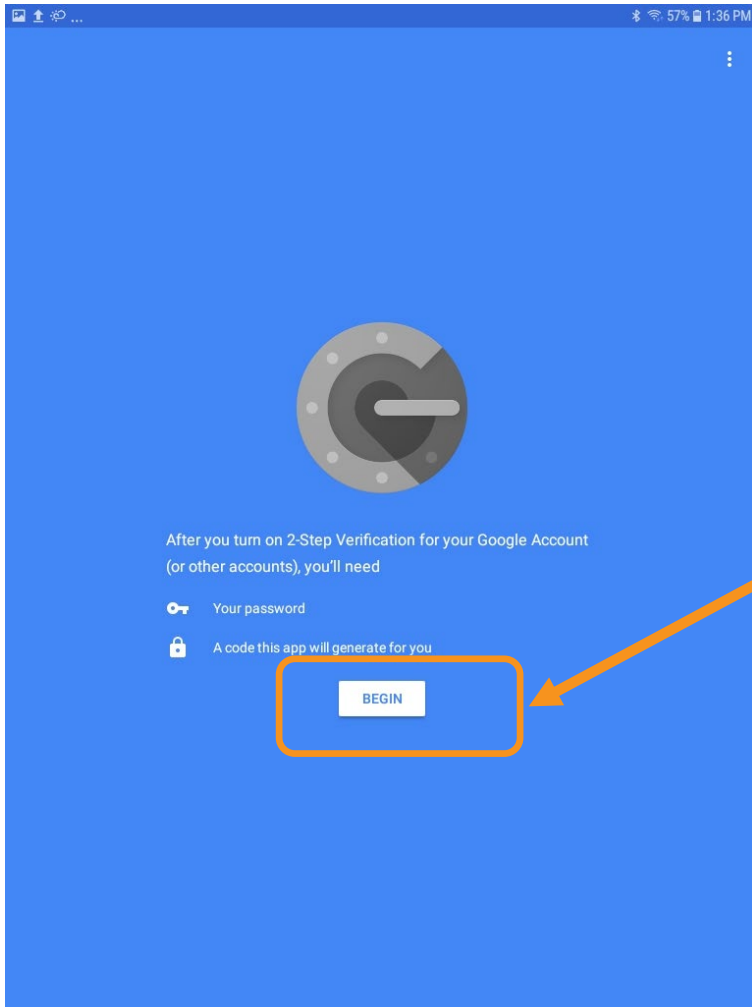 ... 57% 1:36 PM
After you turn on 2-Step Verification for your Google Account
(or other accounts), you'll need
Your password
A code this app will generate for you
BEGIN